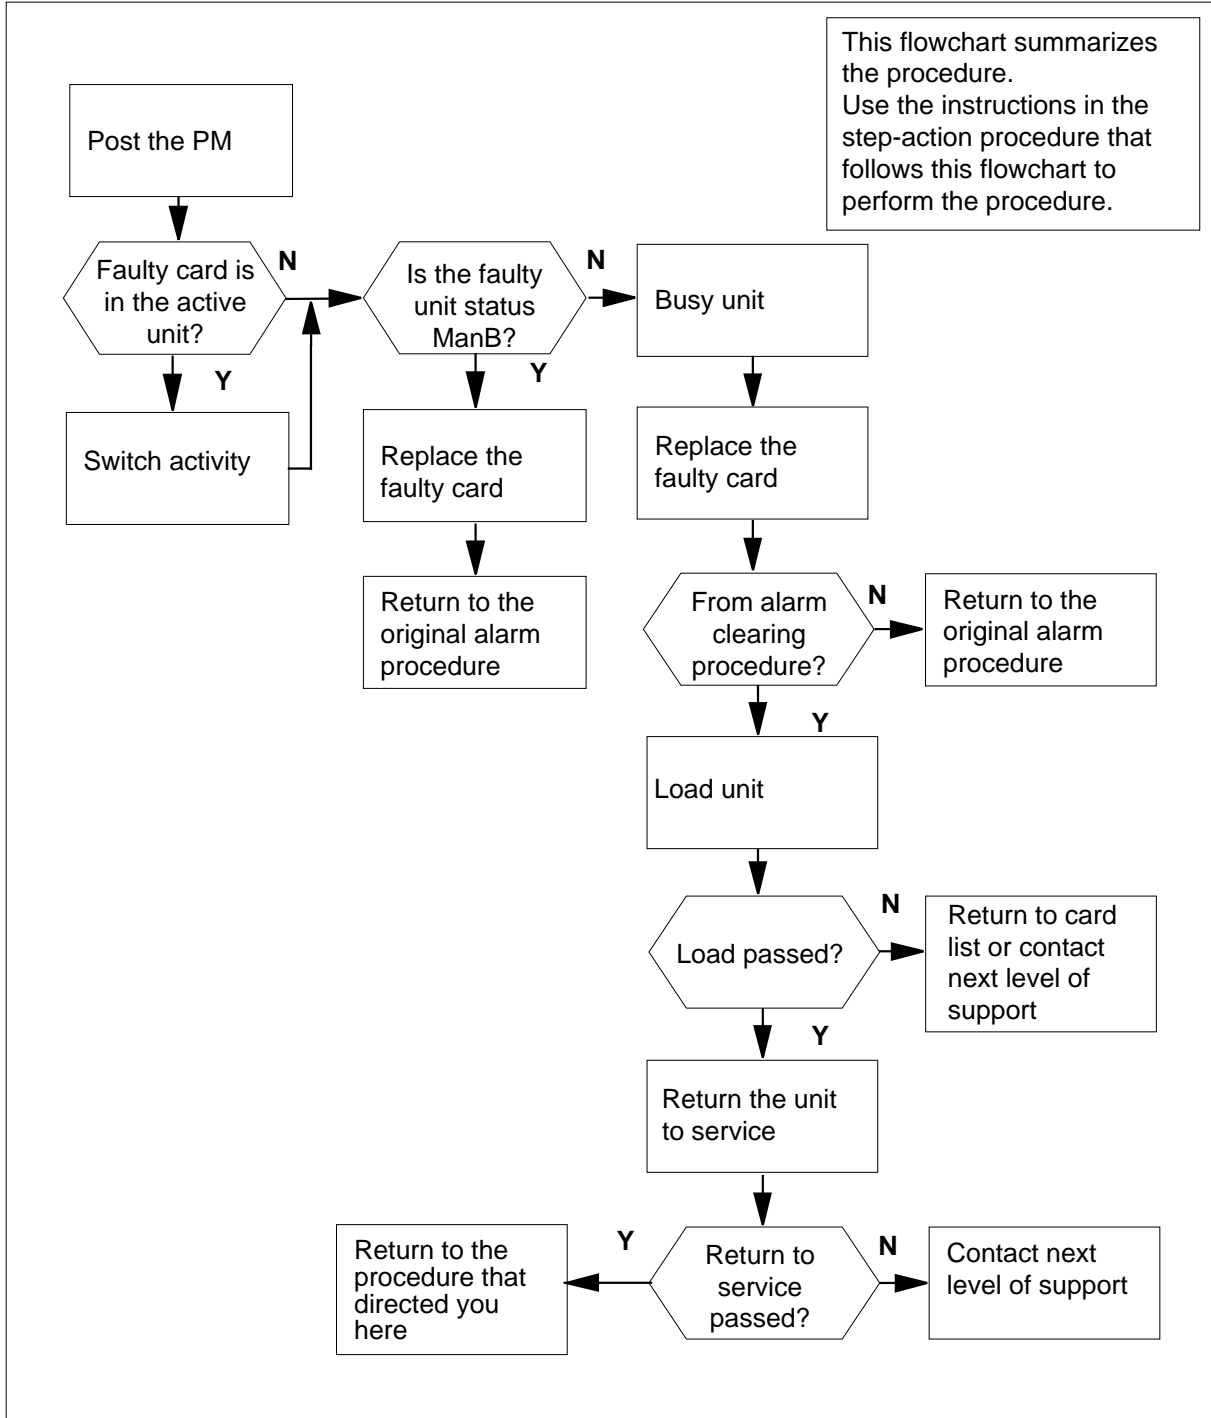 This flowchart summarizes
the procedure.
Use the instructions in the
step-action procedure that
follows this flowchart to
perform the procedure.
Post the PM
Faulty card is
in the active
unit?
N
Y
Switch activity
Is the faulty
unit status
ManB?
N
Y
Busy unit
Replace the
faulty card
Return to the
original alarm
procedure
Replace the
faulty card
From alarm
clearing
procedure?
N
Return to the
original alarm
procedure
Y
Load unit
Load passed?
N
Return to card
list or contact
next level of
support
Y
Return the unit
to service
Return to
service
passed?
Y
Return to the
procedure that
directed you
here
N
Contact next
level of support